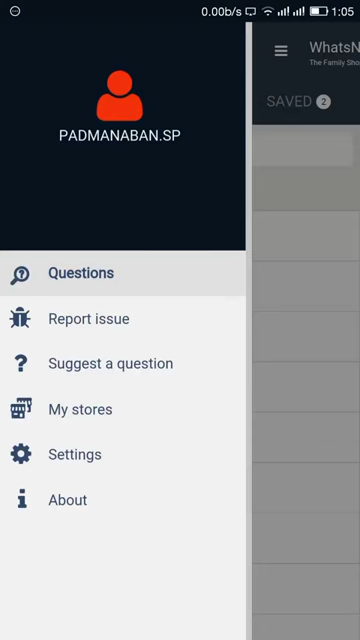 0.00b/s 1:05
WhatsN
The Family Sho
SAVED 2
PADMANABAN.SP
Questions
Report issue
Suggest a question
My stores
Settings
About